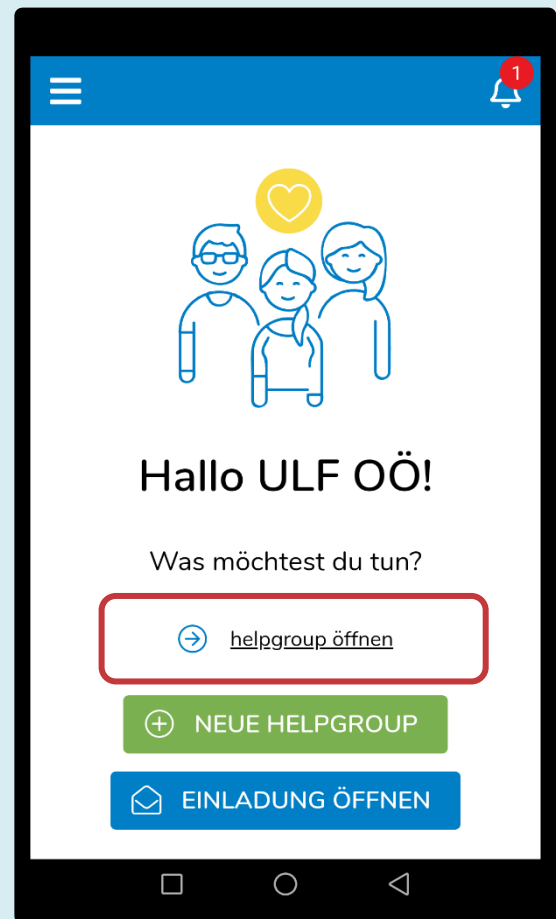 1
Hallo ULF OÖ!
Was möchtest du tun?
helpgroup öffnen
NEUE HELPGROUP
EINLADUNG ÖFFNEN